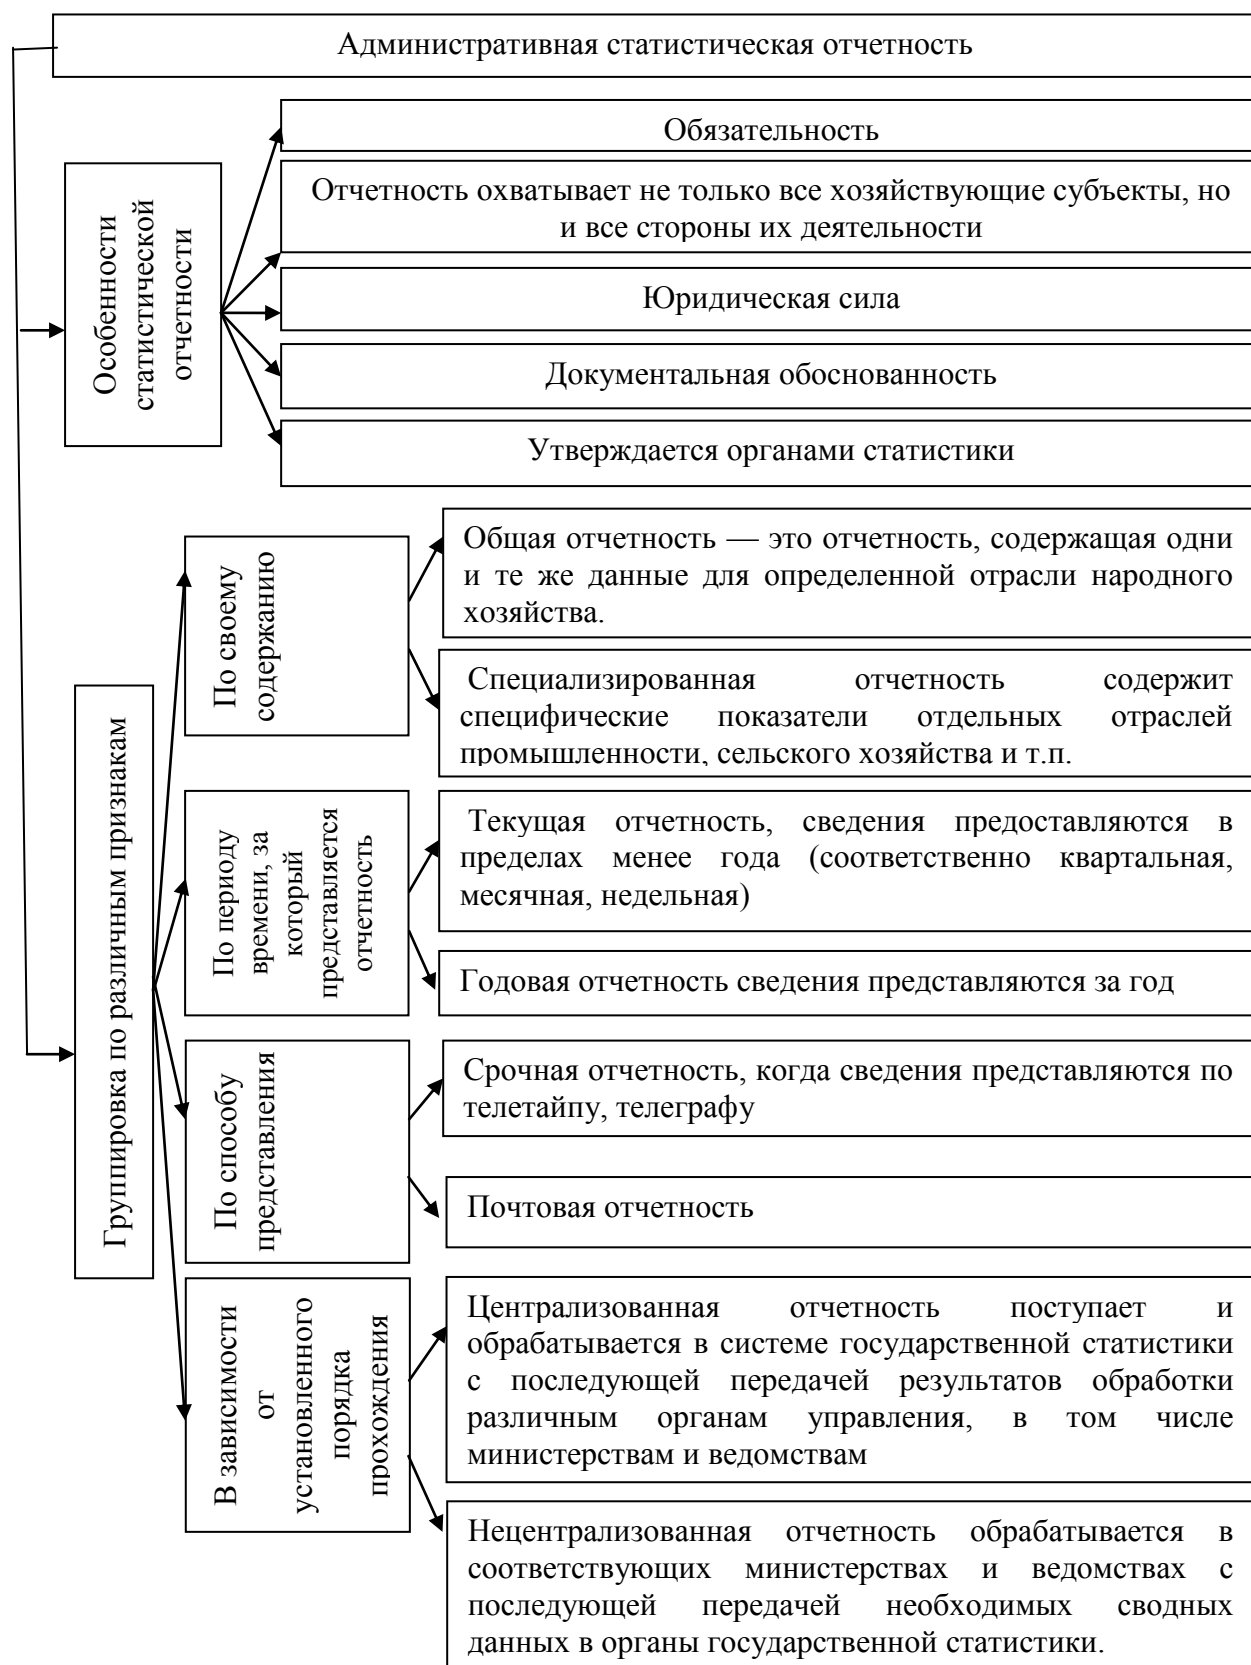 Административная статистическая отчетность
Особенности
статистической
отчетности
Обязательность
Отчетность охватывает не только все хозяйствующие субъекты, но
и все стороны их деятельности
Юридическая сила
Документальная обоснованность
Утверждается органами статистики
Группировка по различным признакам
По своему
содержанию
Общая отчетность — это отчетность, содержащая одни
и те же данные для определенной отрасли народного
хозяйства.
Специализированная отчетность содержит
специфические показатели отдельных отраслей
промышленности, сельского хозяйства и т.п.
По периоду
времени, за
который
представляется
отчетность
Текущая отчетность, сведения предоставляются в
пределах менее года (соответственно квартальная,
месячная, недельная)
Годовая отчетность сведения представляются за год
По способу
представления
Срочная отчетность, когда сведения представляются по
телетайпу, телеграфу
Почтовая отчетность
В зависимости
от
установленного
порядка
прохождения
Централизованная отчетность поступает и
обрабатывается в системе государственной статистики
с последующей передачей результатов обработки
различным органам управления, в том числе
министерствам и ведомствам
Нецентрализованная отчетность обрабатывается в
соответствующих министерствах и ведомствах с
последующей передачей необходимых сводных
данных в органы государственной статистики.